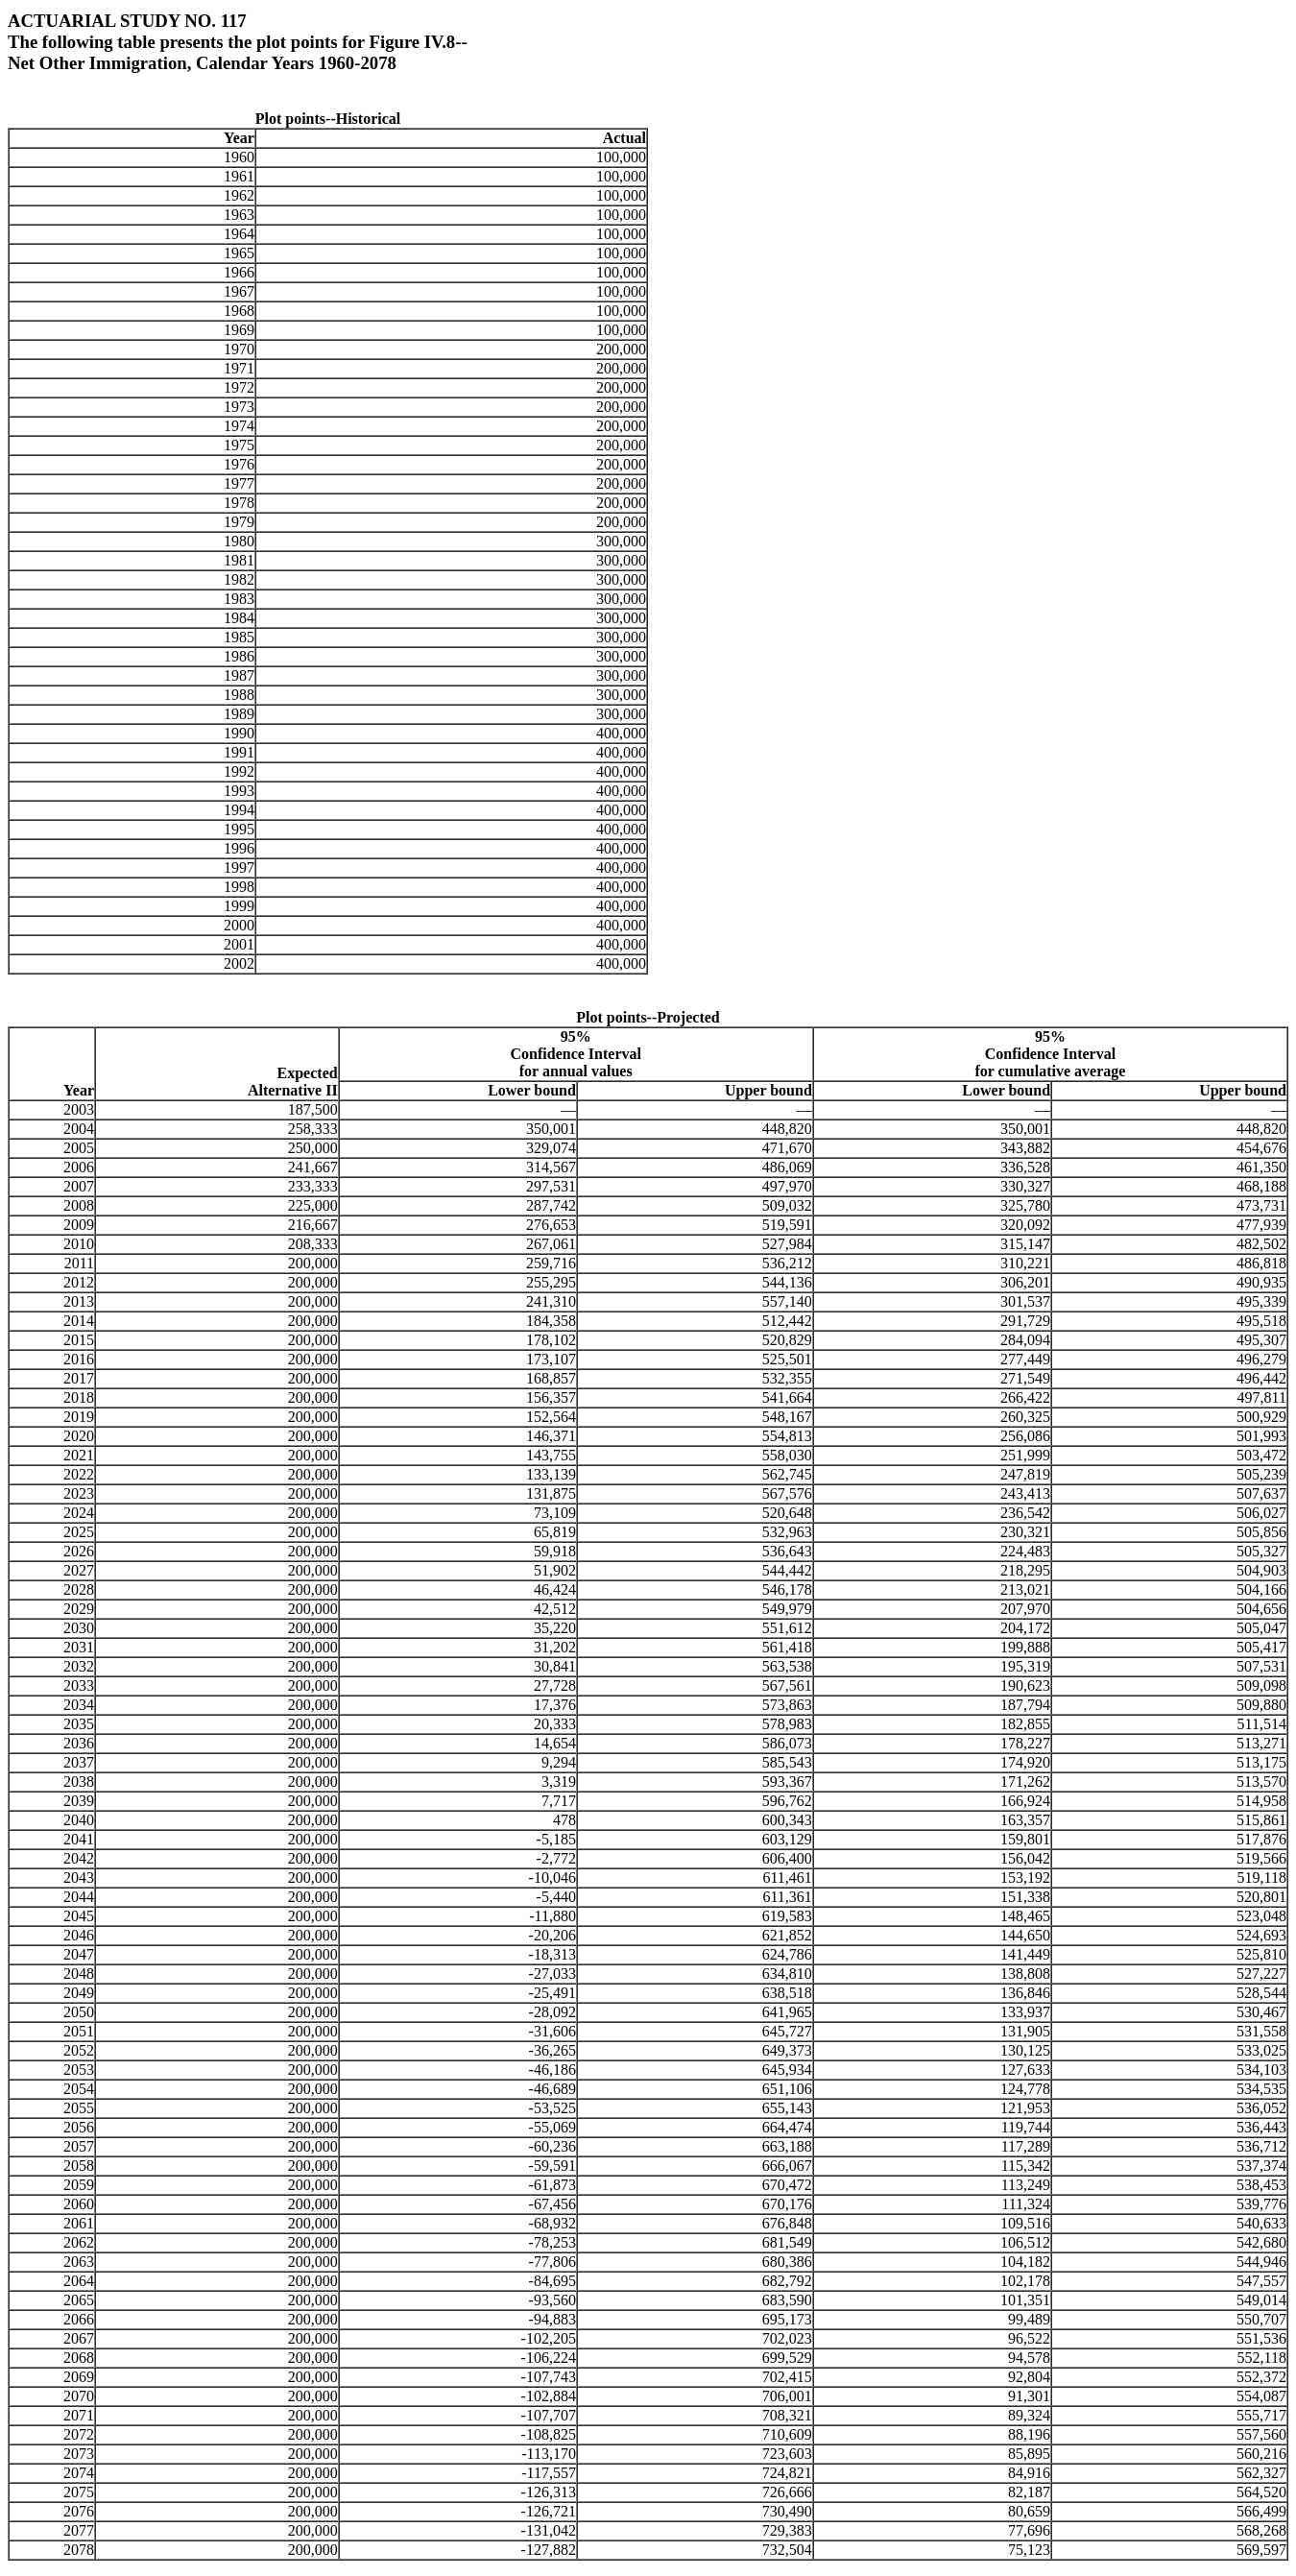 ACTUARIAL STUDY NO. 117
The following table presents the plot points for Figure IV.8--
Net Other Immigration, Calendar Years 1960-2078
Plot points--Historical
Year Actual
1960 100,000
1961 100,000
1962 100,000
1963 100,000
1964 100,000
1965 100,000
1966 100,000
1967 100,000
1968 100,000
1969 100,000
1970 200,000
1971 200,000
1972 200,000
1973 200,000
1974 200,000
1975 200,000
1976 200,000
1977 200,000
1978 200,000
1979 200,000
1980 300,000
1981 300,000
1982 300,000
1983 300,000
1984 300,000
1985 300,000
1986 300,000
1987 300,000
1988 300,000
1989 300,000
1990 400,000
1991 400,000
1992 400,000
1993 400,000
1994 400,000
1995 400,000
1996 400,000
1997 400,000
1998 400,000
1999 400,000
2000 400,000
2001 400,000
2002 400,000
Plot points--Projected
95% 95%
Confidence Interval Confidence Interval
Expected for annual values for cumulative average
Year Alternative II Lower bound Upper bound Lower bound Upper bound
2003 187,500 — — — —
2004 258,333 350,001 448,820 350,001 448,820
2005 250,000 329,074 471,670 343,882 454,676
2006 241,667 314,567 486,069 336,528 461,350
2007 233,333 297,531 497,970 330,327 468,188
2008 225,000 287,742 509,032 325,780 473,731
2009 216,667 276,653 519,591 320,092 477,939
2010 208,333 267,061 527,984 315,147 482,502
2011 200,000 259,716 536,212 310,221 486,818
2012 200,000 255,295 544,136 306,201 490,935
2013 200,000 241,310 557,140 301,537 495,339
2014 200,000 184,358 512,442 291,729 495,518
2015 200,000 178,102 520,829 284,094 495,307
2016 200,000 173,107 525,501 277,449 496,279
2017 200,000 168,857 532,355 271,549 496,442
2018 200,000 156,357 541,664 266,422 497,811
2019 200,000 152,564 548,167 260,325 500,929
2020 200,000 146,371 554,813 256,086 501,993
2021 200,000 143,755 558,030 251,999 503,472
2022 200,000 133,139 562,745 247,819 505,239
2023 200,000 131,875 567,576 243,413 507,637
2024 200,000 73,109 520,648 236,542 506,027
2025 200,000 65,819 532,963 230,321 505,856
2026 200,000 59,918 536,643 224,483 505,327
2027 200,000 51,902 544,442 218,295 504,903
2028 200,000 46,424 546,178 213,021 504,166
2029 200,000 42,512 549,979 207,970 504,656
2030 200,000 35,220 551,612 204,172 505,047
2031 200,000 31,202 561,418 199,888 505,417
2032 200,000 30,841 563,538 195,319 507,531
2033 200,000 27,728 567,561 190,623 509,098
2034 200,000 17,376 573,863 187,794 509,880
2035 200,000 20,333 578,983 182,855 511,514
2036 200,000 14,654 586,073 178,227 513,271
2037 200,000 9,294 585,543 174,920 513,175
2038 200,000 3,319 593,367 171,262 513,570
2039 200,000 7,717 596,762 166,924 514,958
2040 200,000 478 600,343 163,357 515,861
2041 200,000 -5,185 603,129 159,801 517,876
2042 200,000 -2,772 606,400 156,042 519,566
2043 200,000 -10,046 611,461 153,192 519,118
2044 200,000 -5,440 611,361 151,338 520,801
2045 200,000 -11,880 619,583 148,465 523,048
2046 200,000 -20,206 621,852 144,650 524,693
2047 200,000 -18,313 624,786 141,449 525,810
2048 200,000 -27,033 634,810 138,808 527,227
2049 200,000 -25,491 638,518 136,846 528,544
2050 200,000 -28,092 641,965 133,937 530,467
2051 200,000 -31,606 645,727 131,905 531,558
2052 200,000 -36,265 649,373 130,125 533,025
2053 200,000 -46,186 645,934 127,633 534,103
2054 200,000 -46,689 651,106 124,778 534,535
2055 200,000 -53,525 655,143 121,953 536,052
2056 200,000 -55,069 664,474 119,744 536,443
2057 200,000 -60,236 663,188 117,289 536,712
2058 200,000 -59,591 666,067 115,342 537,374
2059 200,000 -61,873 670,472 113,249 538,453
2060 200,000 -67,456 670,176 111,324 539,776
2061 200,000 -68,932 676,848 109,516 540,633
2062 200,000 -78,253 681,549 106,512 542,680
2063 200,000 -77,806 680,386 104,182 544,946
2064 200,000 -84,695 682,792 102,178 547,557
2065 200,000 -93,560 683,590 101,351 549,014
2066 200,000 -94,883 695,173 99,489 550,707
2067 200,000 -102,205 702,023 96,522 551,536
2068 200,000 -106,224 699,529 94,578 552,118
2069 200,000 -107,743 702,415 92,804 552,372
2070 200,000 -102,884 706,001 91,301 554,087
2071 200,000 -107,707 708,321 89,324 555,717
2072 200,000 -108,825 710,609 88,196 557,560
2073 200,000 -113,170 723,603 85,895 560,216
2074 200,000 -117,557 724,821 84,916 562,327
2075 200,000 -126,313 726,666 82,187 564,520
2076 200,000 -126,721 730,490 80,659 566,499
2077 200,000 -131,042 729,383 77,696 568,268
2078 200,000 -127,882 732,504 75,123 569,597